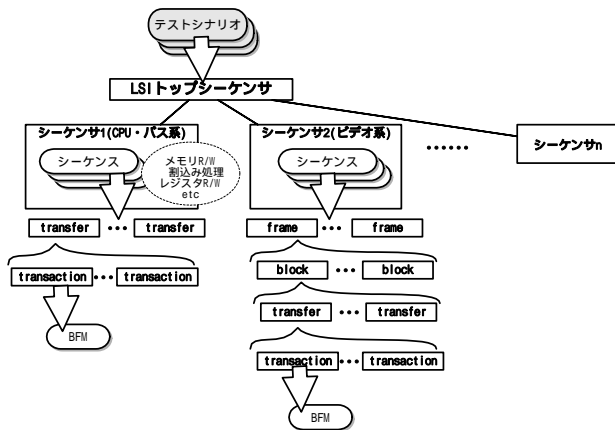 テストシナリオ
LSIトップシーケンサ
シーケンサ1(CPU・バス系)
シーケンス
メモリR/W
割込み処理
レジスタR/W
etc
シーケンサ2(ビデオ系)
シーケンス
……
シーケンサn
transfer ••• transfer
transaction ••• transaction
BFM
frame ••• frame
block ••• block
transfer ••• transfer
transaction ••• transaction
BFM